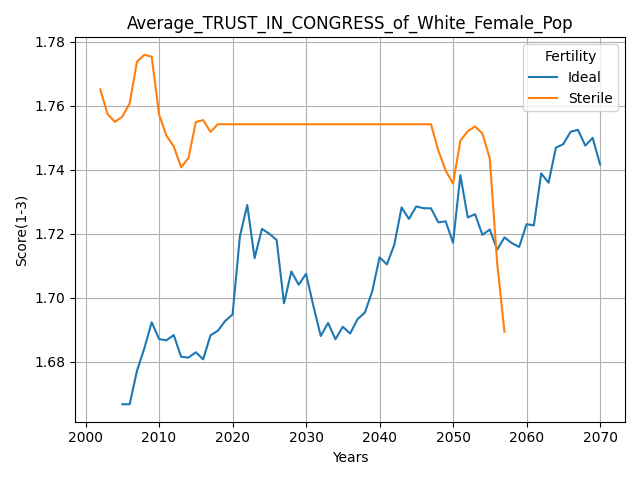 Average_TRUST_IN_CONGRESS_of_White_Female_Pop
Fertility
Ideal
Sterile
Score(1-3)
1.78
1.76
1.74
1.72
1.70
1.68
2000 2010 2020 2030 2040 2050 2060 2070
Years